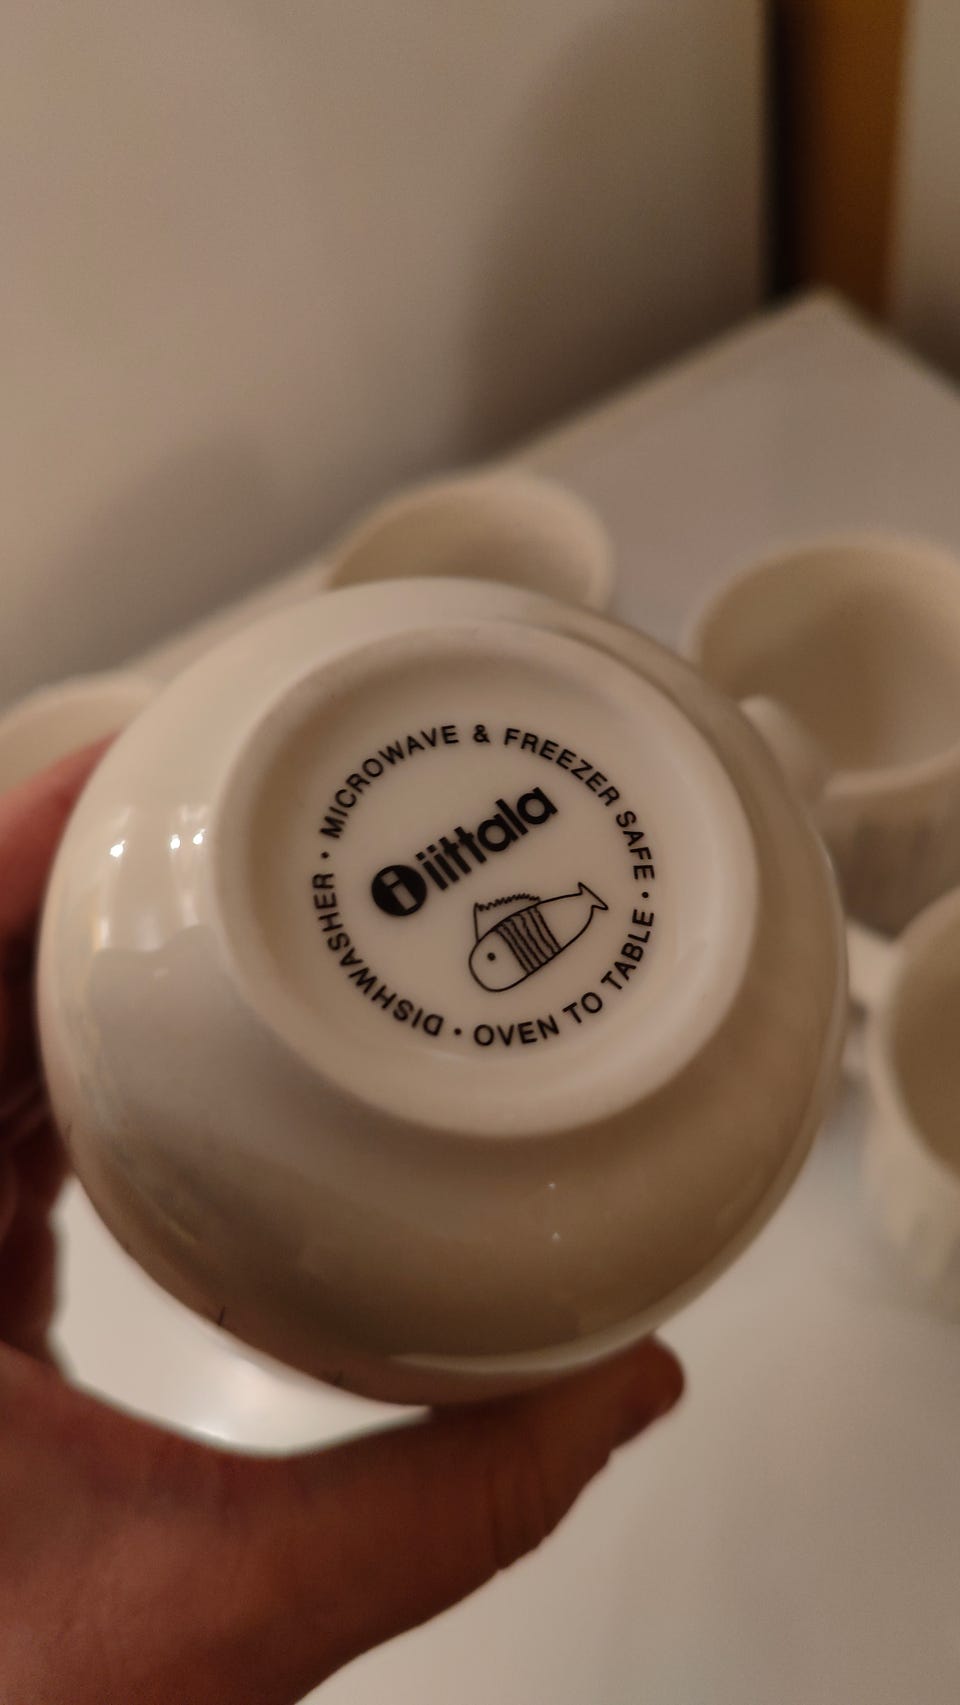 MICROWAVE & FREEZER SAFE • OVEN TO TABLE • DISHWASHER •
i iittala